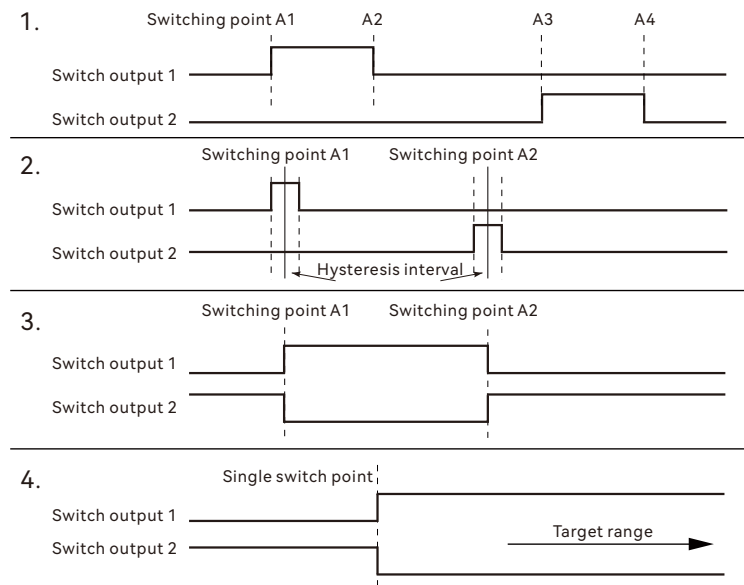 1.
Switching point A1 A2 A3 A4
Switch output 1
Switch output 2
2.
Switching point A1 Switching point A2
Switch output 1
Switch output 2
Hysteresis interval
3.
Switching point A1 Switching point A2
Switch output 1
Switch output 2
4.
Single switch point
Switch output 1
Target range
Switch output 2